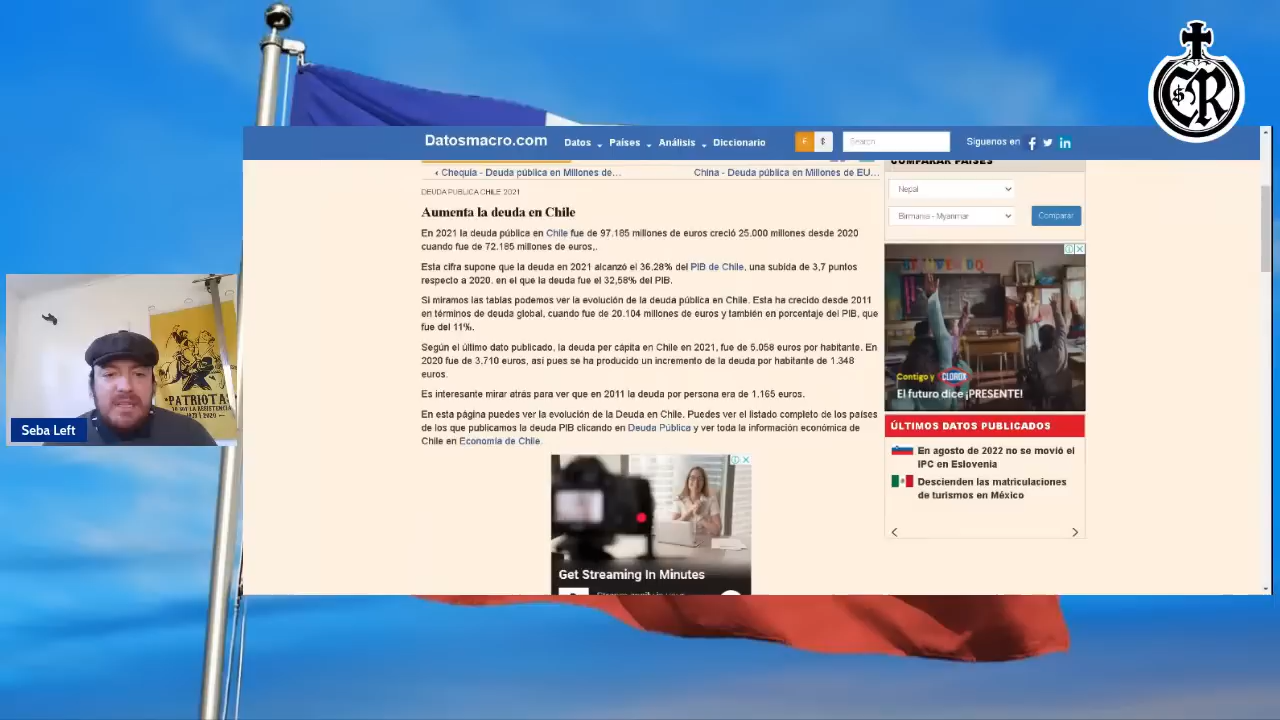 Datosmacro.com Datos Países Análisis Diccionario € $ Search Síguenos en
COMPARAR PAÍSES
‹ Chequia - Deuda pública en Millones de...
China - Deuda pública en Millones de EU...
Nepal
Birmania - Myanmar
Comparar
DEUDA PÚBLICA CHILE 2021
Aumenta la deuda en Chile
En 2021 la deuda pública en Chile fue de 97.185 millones de euros creció 25.000 millones desde 2020
cuando fue de 72.185 millones de euros,.
Esta cifra supone que la deuda en 2021 alcanzó el 36,28% del PIB de Chile, una subida de 3,7 puntos
respecto a 2020, en el que la deuda fue el 32,58% del PIB.
Si miramos las tablas podemos ver la evolución de la deuda pública en Chile. Esta ha crecido desde 2011
en términos de deuda global, cuando fue de 20.104 millones de euros y también en porcentaje del PIB, que
fue del 11%.
Según el último dato publicado, la deuda per cápita en Chile en 2021, fue de 5.058 euros por habitante. En
2020 fue de 3.710 euros, así pues se ha producido un incremento de la deuda por habitante de 1.348
euros.
Es interesante mirar atrás para ver que en 2011 la deuda por persona era de 1.165 euros.
En esta página puedes ver la evolución de la Deuda en Chile. Puedes ver el listado completo de los países
de los que publicamos la deuda PIB clicando en Deuda Pública y ver toda la información económica de
Chile en Economía de Chile.
Contigo y CLOROX
El futuro dice ¡PRESENTE!
ÚLTIMOS DATOS PUBLICADOS
En agosto de 2022 no se movió el
IPC en Eslovenia
Descienden las matriculaciones
de turismos en México
Get Streaming In Minutes
PATRIOTA
Seba Left